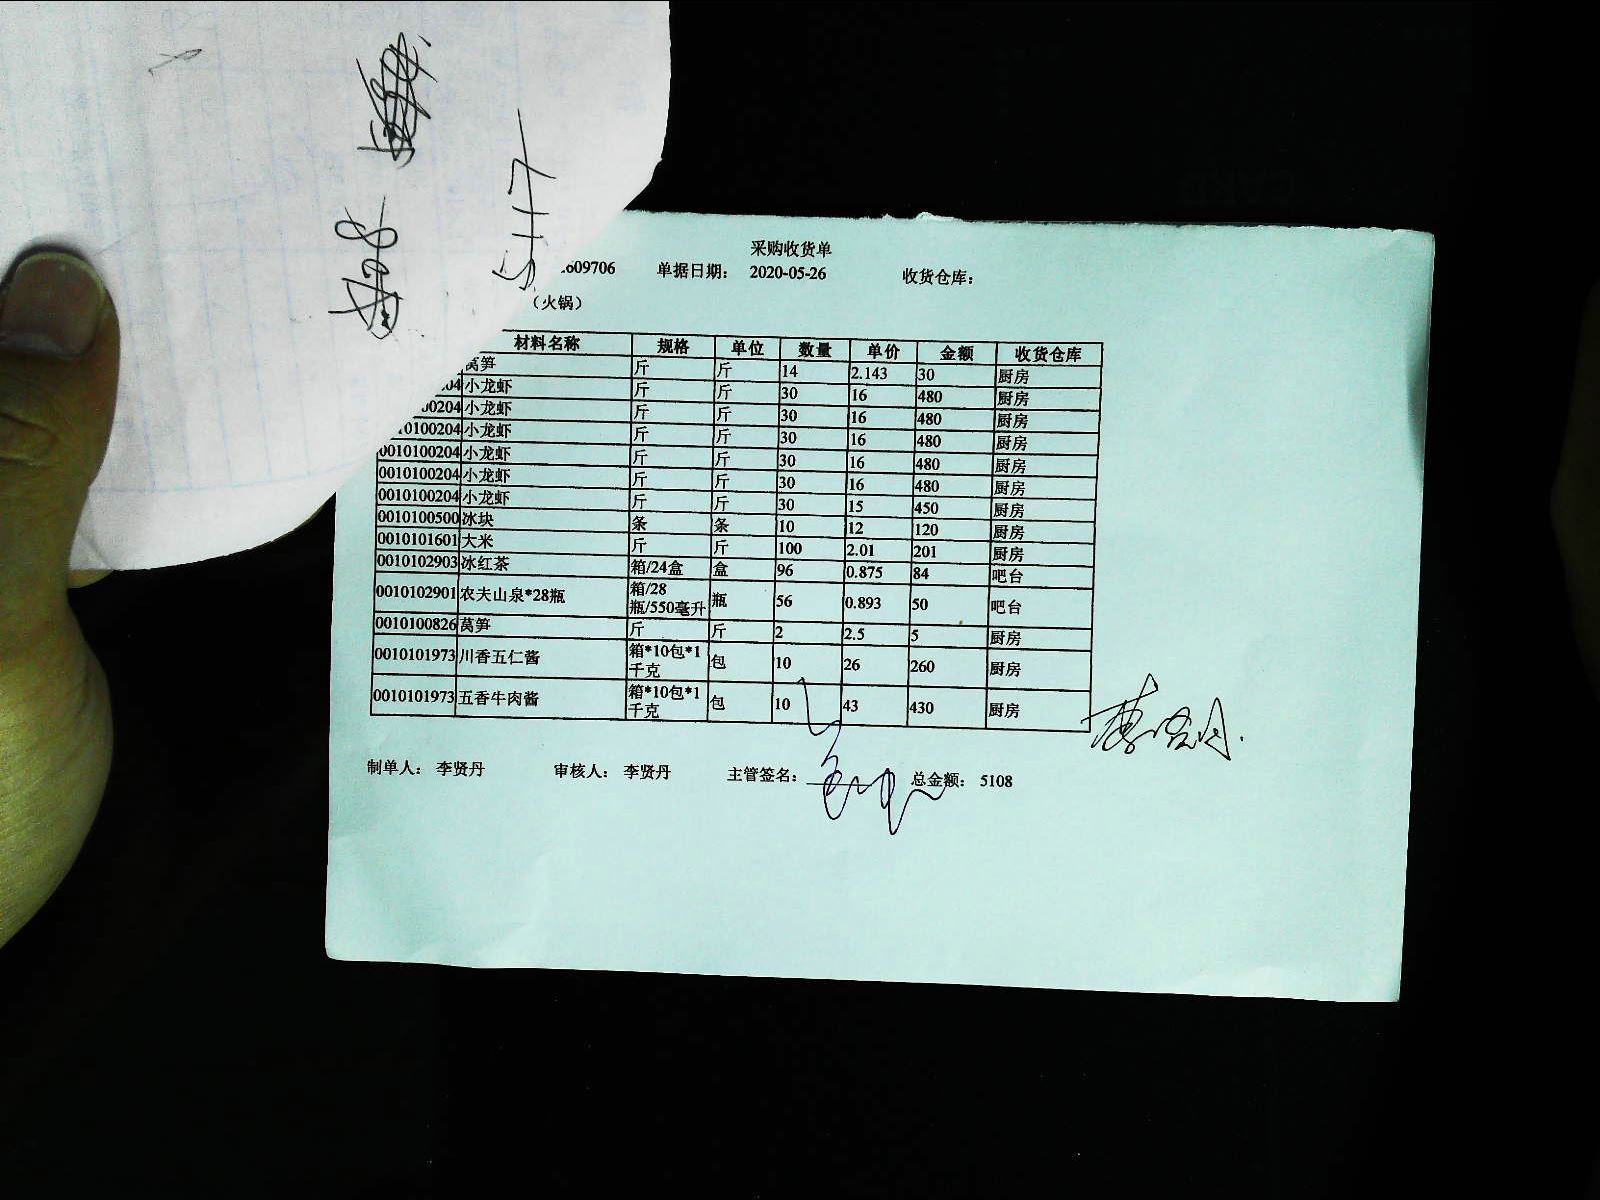 采购收货单
2609706 单据日期： 2020-05-26 收货仓库：
（火锅）
材料名称 规格 单位 数量 单价 金额 收货仓库
莴笋 斤 斤 14 2.143 30 厨房
04 小龙虾 斤 斤 30 16 480 厨房
00204 小龙虾 斤 斤 30 16 480 厨房
0100204 小龙虾 斤 斤 30 16 480 厨房
0010100204 小龙虾 斤 斤 30 16 480 厨房
0010100204 小龙虾 斤 斤 30 16 480 厨房
0010100204 小龙虾 斤 斤 30 15 450 厨房
0010100500 冰块 条 条 10 12 120 厨房
0010101601 大米 斤 斤 100 2.01 201 厨房
0010102903 冰红茶 箱/24盒 盒 96 0.875 84 吧台
0010102901 农夫山泉*28瓶 箱/28瓶/550毫升 瓶 56 0.893 50 吧台
0010100826 莴笋 斤 斤 2 2.5 5 厨房
0010101973 川香五仁酱 箱*10包*1千克 包 10 26 260 厨房
0010101973 五香牛肉酱 箱*10包*1千克 包 10 43 430 厨房
制单人： 李贤丹 审核人： 李贤丹 主管签名： 总金额： 5108